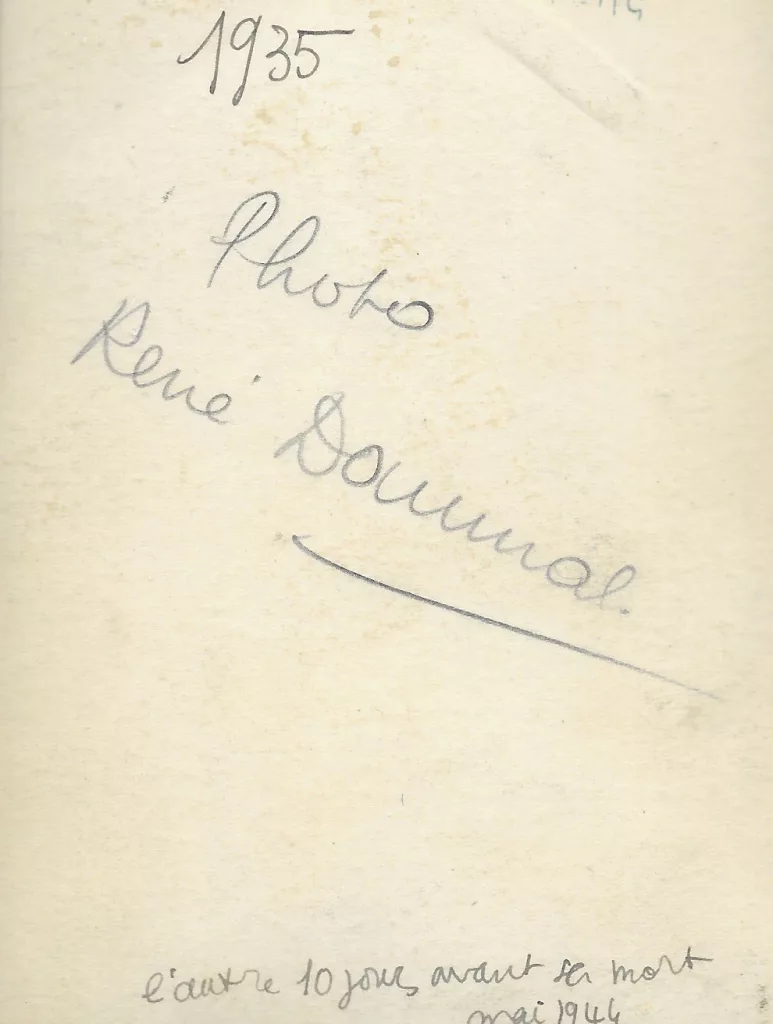 1935
Photo
René Daumal.
l'autre 10 jours avant sa mort
mai 1944